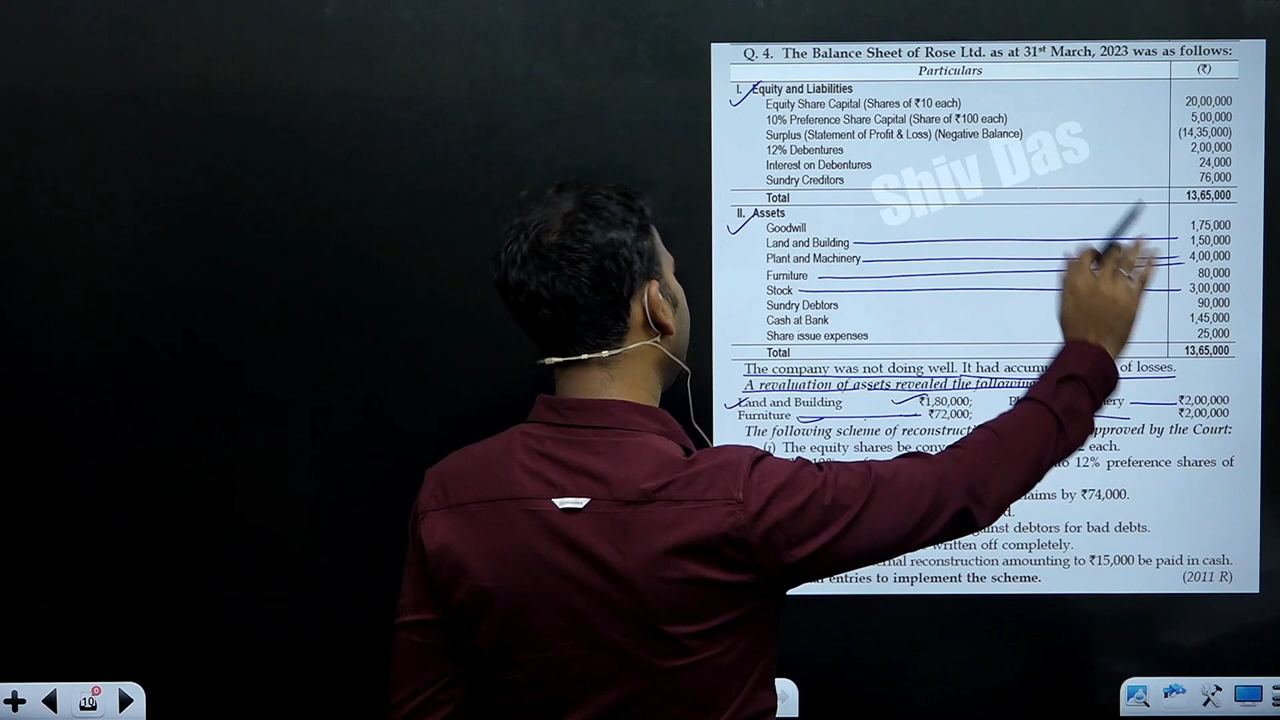 Q. 4. The Balance Sheet of Rose Ltd. as at 31st March, 2023 was as follows:
Particulars (₹)
I. Equity and Liabilities
Equity Share Capital (Shares of ₹10 each) 20,00,000
10% Preference Share Capital (Share of ₹100 each) 5,00,000
Surplus (Statement of Profit & Loss) (Negative Balance) (14,35,000)
12% Debentures 2,00,000
Interest on Debentures 24,000
Sundry Creditors 76,000
Total 13,65,000
Shiv Das
II. Assets
Goodwill 1,75,000
Land and Building 1,50,000
Plant and Machinery 4,00,000
Furniture 80,000
Stock 3,00,000
Sundry Debtors 90,000
Cash at Bank 1,45,000
Share issue expenses 25,000
Total 13,65,000
The company was not doing well. It had of losses.
A revaluation of assets revealed the following
Land and Building ₹1,80,000; ₹2,00,000
Furniture ₹72,000; ₹2,00,000
The following scheme of approved by the Court:
(i) The equity shares be each.
12% preference shares of
by ₹74,000.
debtors for bad debts.
written off completely.
reconstruction amounting to ₹15,000 be paid in cash.
entries to implement the scheme. (2011 R)
10
0